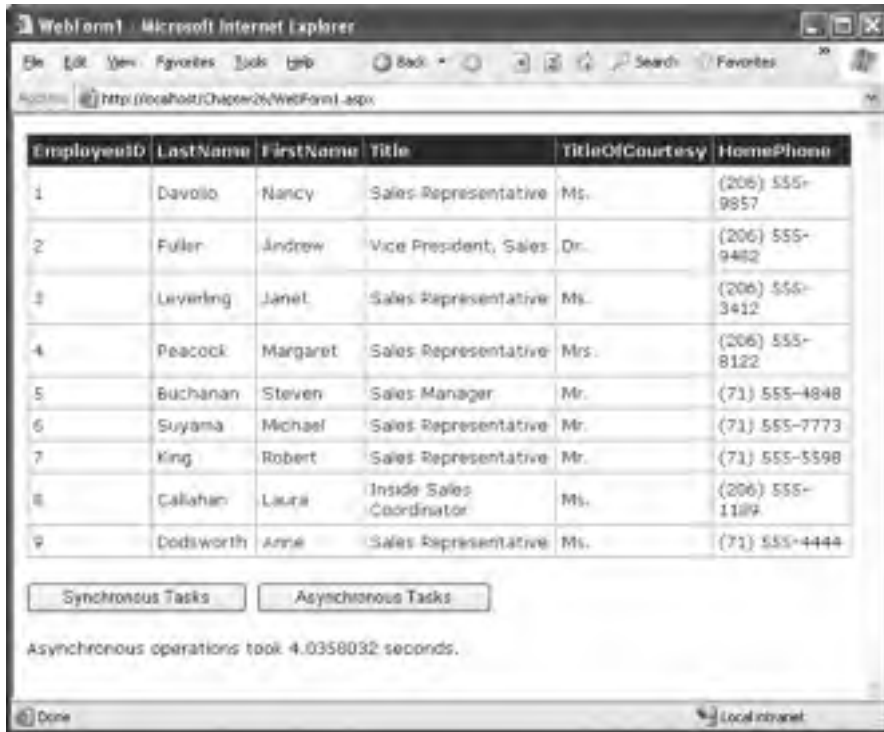 WebForm1 - Microsoft Internet Explorer
File Edit View Favorites Tools Help Back Search Favorites »
Address http://localhost/Chapter26/WebForm1.aspx
EmployeeID LastName FirstName Title TitleOfCourtesy HomePhone
1 Davolio Nancy Sales Representative Ms. (206) 555-
9857
2 Fuller Andrew Vice President, Sales Dr. (206) 555-
9482
3 Leverling Janet Sales Representative Ms. (206) 555-
3412
4 Peacock Margaret Sales Representative Mrs. (206) 555-
8122
5 Buchanan Steven Sales Manager Mr. (71) 555-4848
6 Suyama Michael Sales Representative Mr. (71) 555-7773
7 King Robert Sales Representative Mr. (71) 555-5598
8 Callahan Laura Inside Sales
Coordinator Ms. (206) 555-
1189
9 Dodsworth Anne Sales Representative Ms. (71) 555-4444
Synchronous Tasks Asynchronous Tasks
Asynchronous operations took 4.0358032 seconds.
Done Local intranet